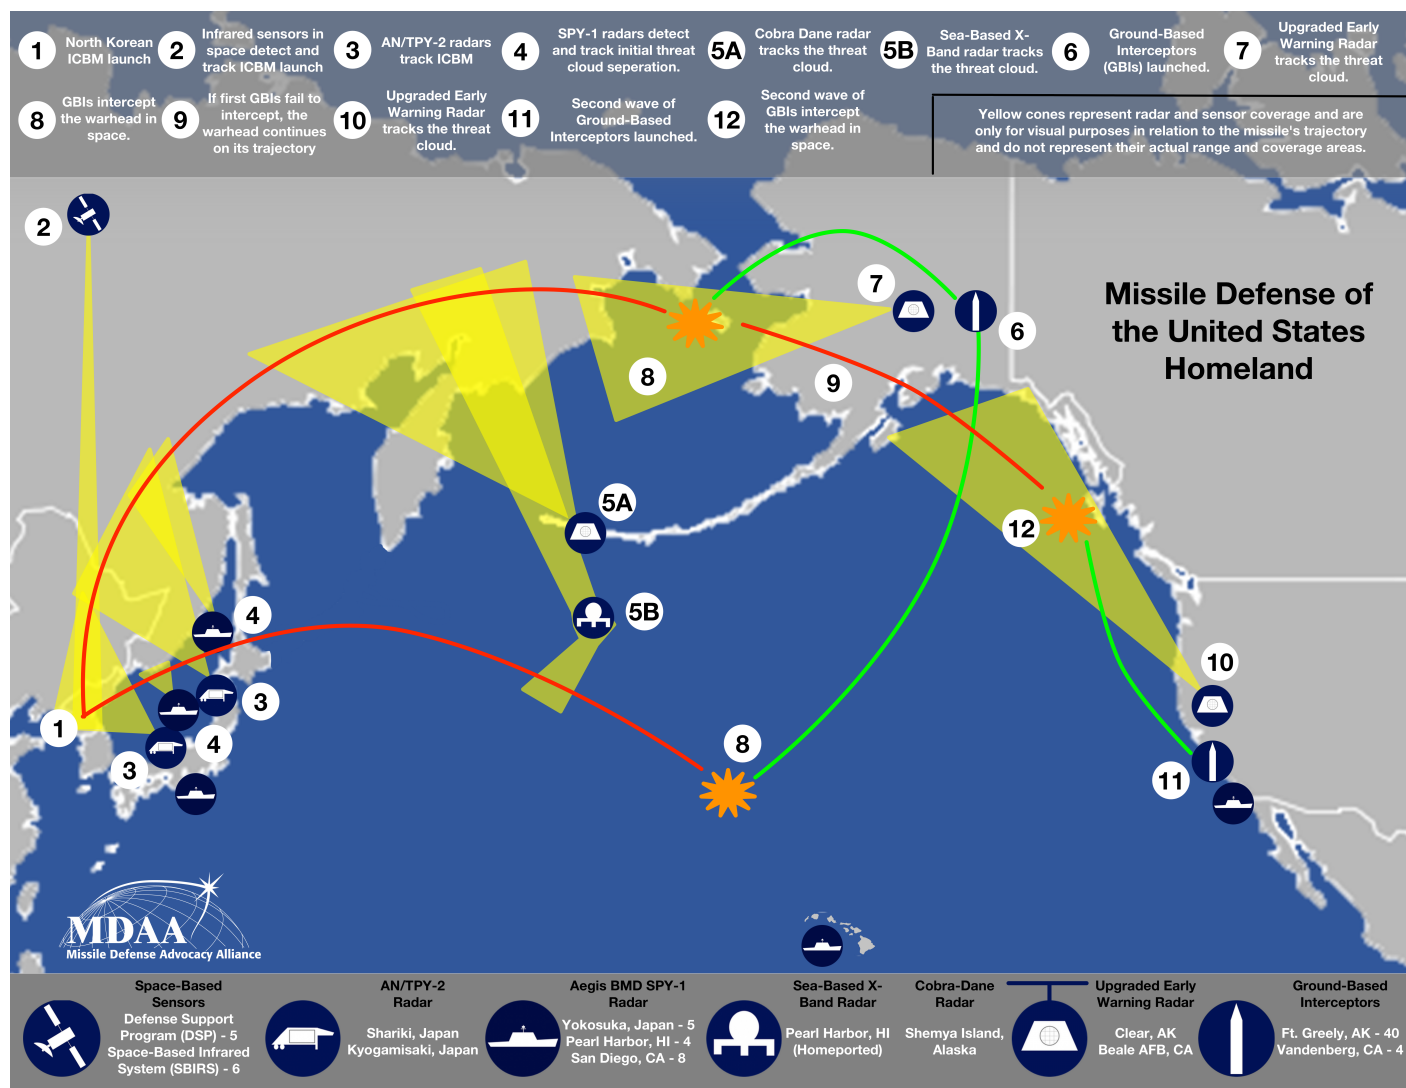 1
North Korean
ICBM launch
2
Infrared sensors in
space detect and
track ICBM launch
3
AN/TPY-2 radars
track ICBM
4
SPY-1 radars detect
and track initial threat
cloud seperation.
5A
Cobra Dane radar
tracks the threat
cloud.
5B
Sea-Based X-
Band radar tracks
the threat cloud.
6
Ground-Based
Interceptors
(GBIs) launched.
7
Upgraded Early
Warning Radar
tracks the threat
cloud.
8
GBIs intercept
the warhead in
space.
9
If first GBIs fail to
intercept, the
warhead continues
on its trajectory
10
Upgraded Early
Warning Radar
tracks the threat
cloud.
11
Second wave of
Ground-Based
Interceptors launched.
12
Second wave of
GBIs intercept
the warhead in
space.
Yellow cones represent radar and sensor coverage and are
only for visual purposes in relation to the missile's trajectory
and do not represent their actual range and coverage areas.
2
7
6
Missile Defense of
the United States
Homeland
8
9
5A
12
5B
4
10
3
1
4
8
3
11
MDAA
Missile Defense Advocacy Alliance
Space-Based
Sensors
Defense Support
Program (DSP) - 5
Space-Based Infrared
System (SBIRS) - 6
AN/TPY-2
Radar
Shariki, Japan
Kyogamisaki, Japan
Aegis BMD SPY-1
Radar
Yokosuka, Japan - 5
Pearl Harbor, HI - 4
San Diego, CA - 8
Sea-Based X-
Band Radar
Pearl Harbor, HI
(Homeported)
Cobra-Dane
Radar
Shemya Island,
Alaska
Upgraded Early
Warning Radar
Clear, AK
Beale AFB, CA
Ground-Based
Interceptors
Ft. Greely, AK - 40
Vandenberg, CA - 4